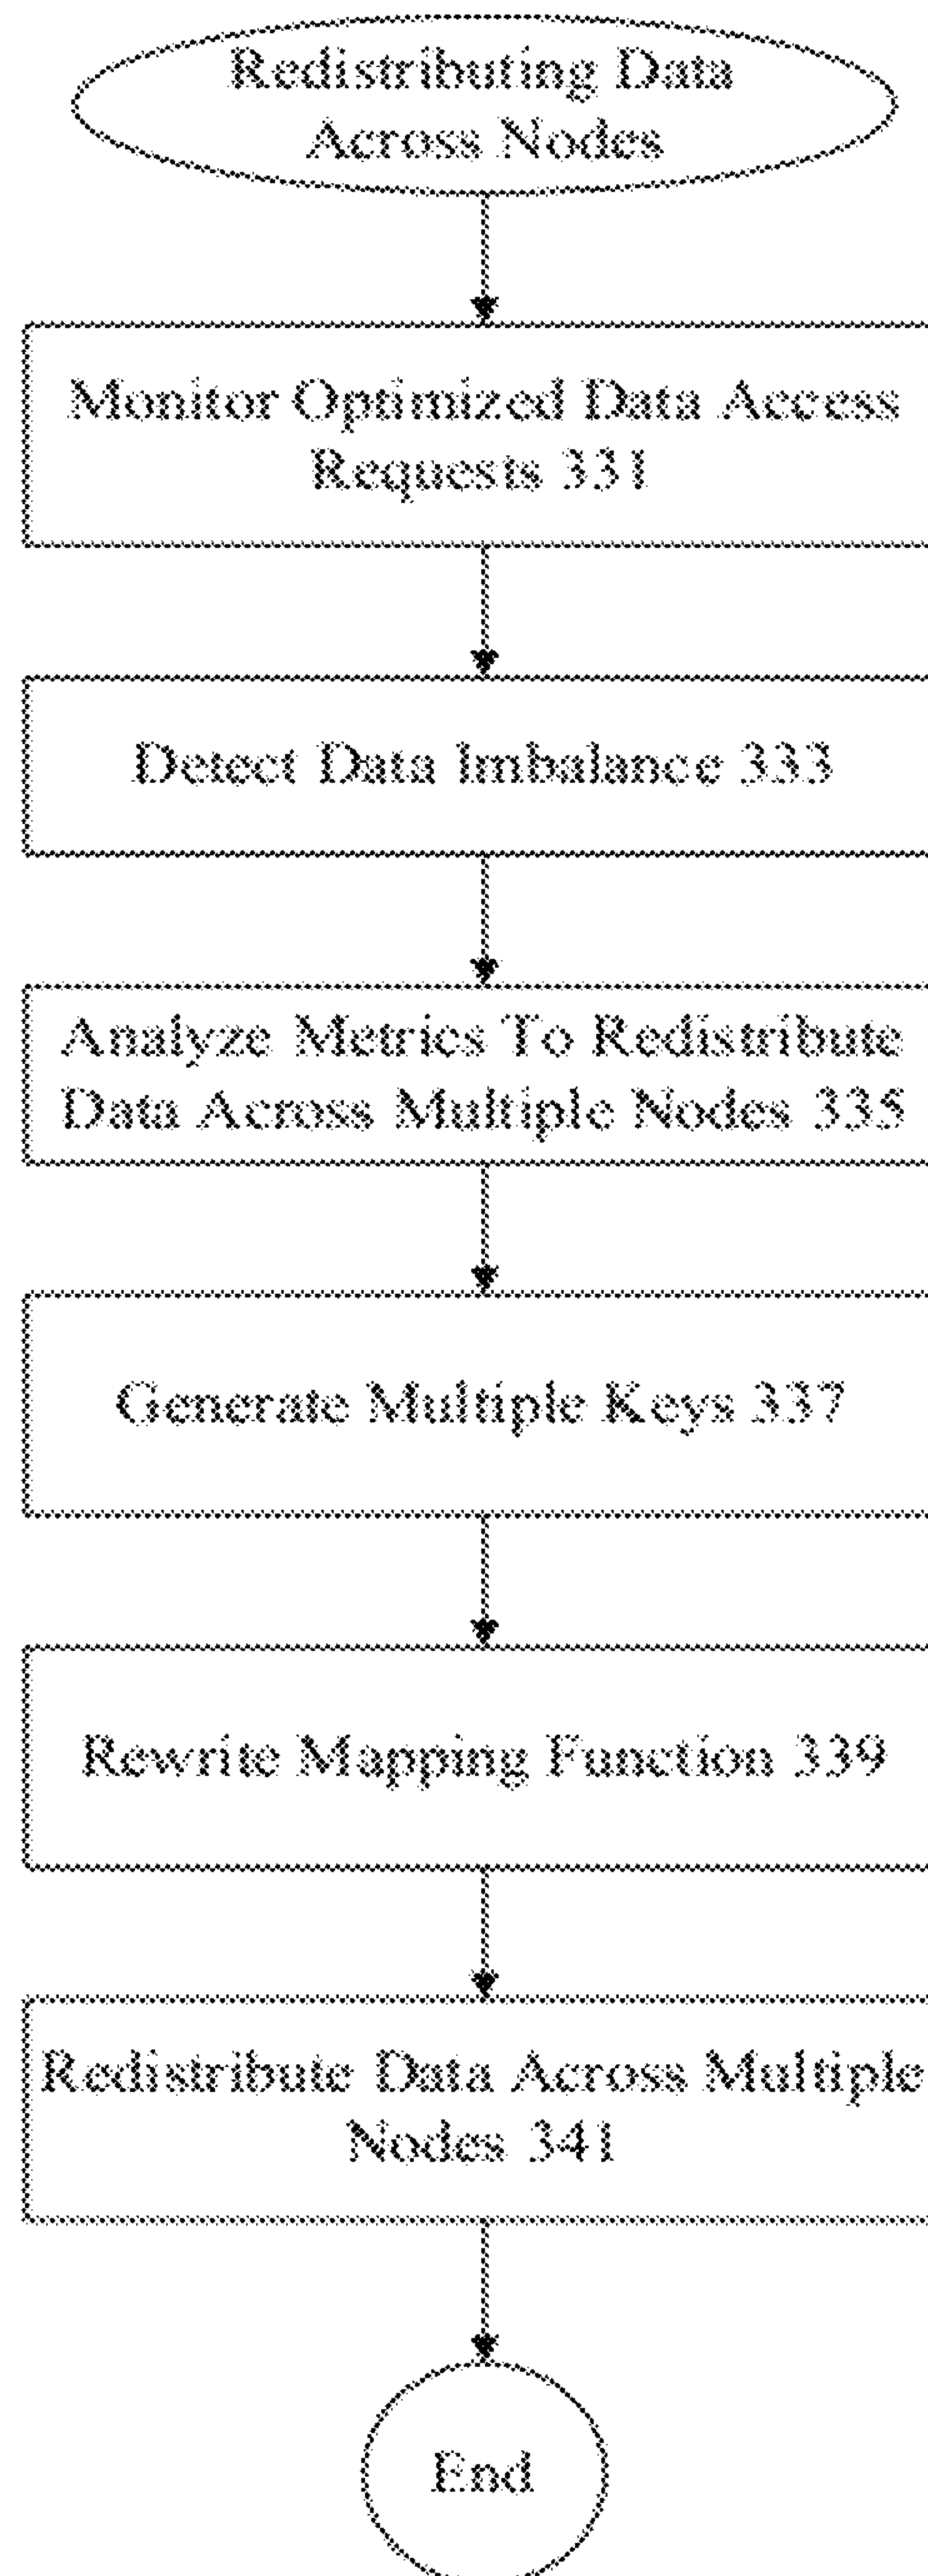 Redistributing Data
Across Nodes
Monitor Optimized Data Access
Requests 331
Detect Data Imbalance 333
Analyze Metrics To Redistribute
Data Across Multiple Nodes 335
Generate Multiple Keys 337
Rewrite Mapping Function 339
Redistribute Data Across Multiple
Nodes 341
End